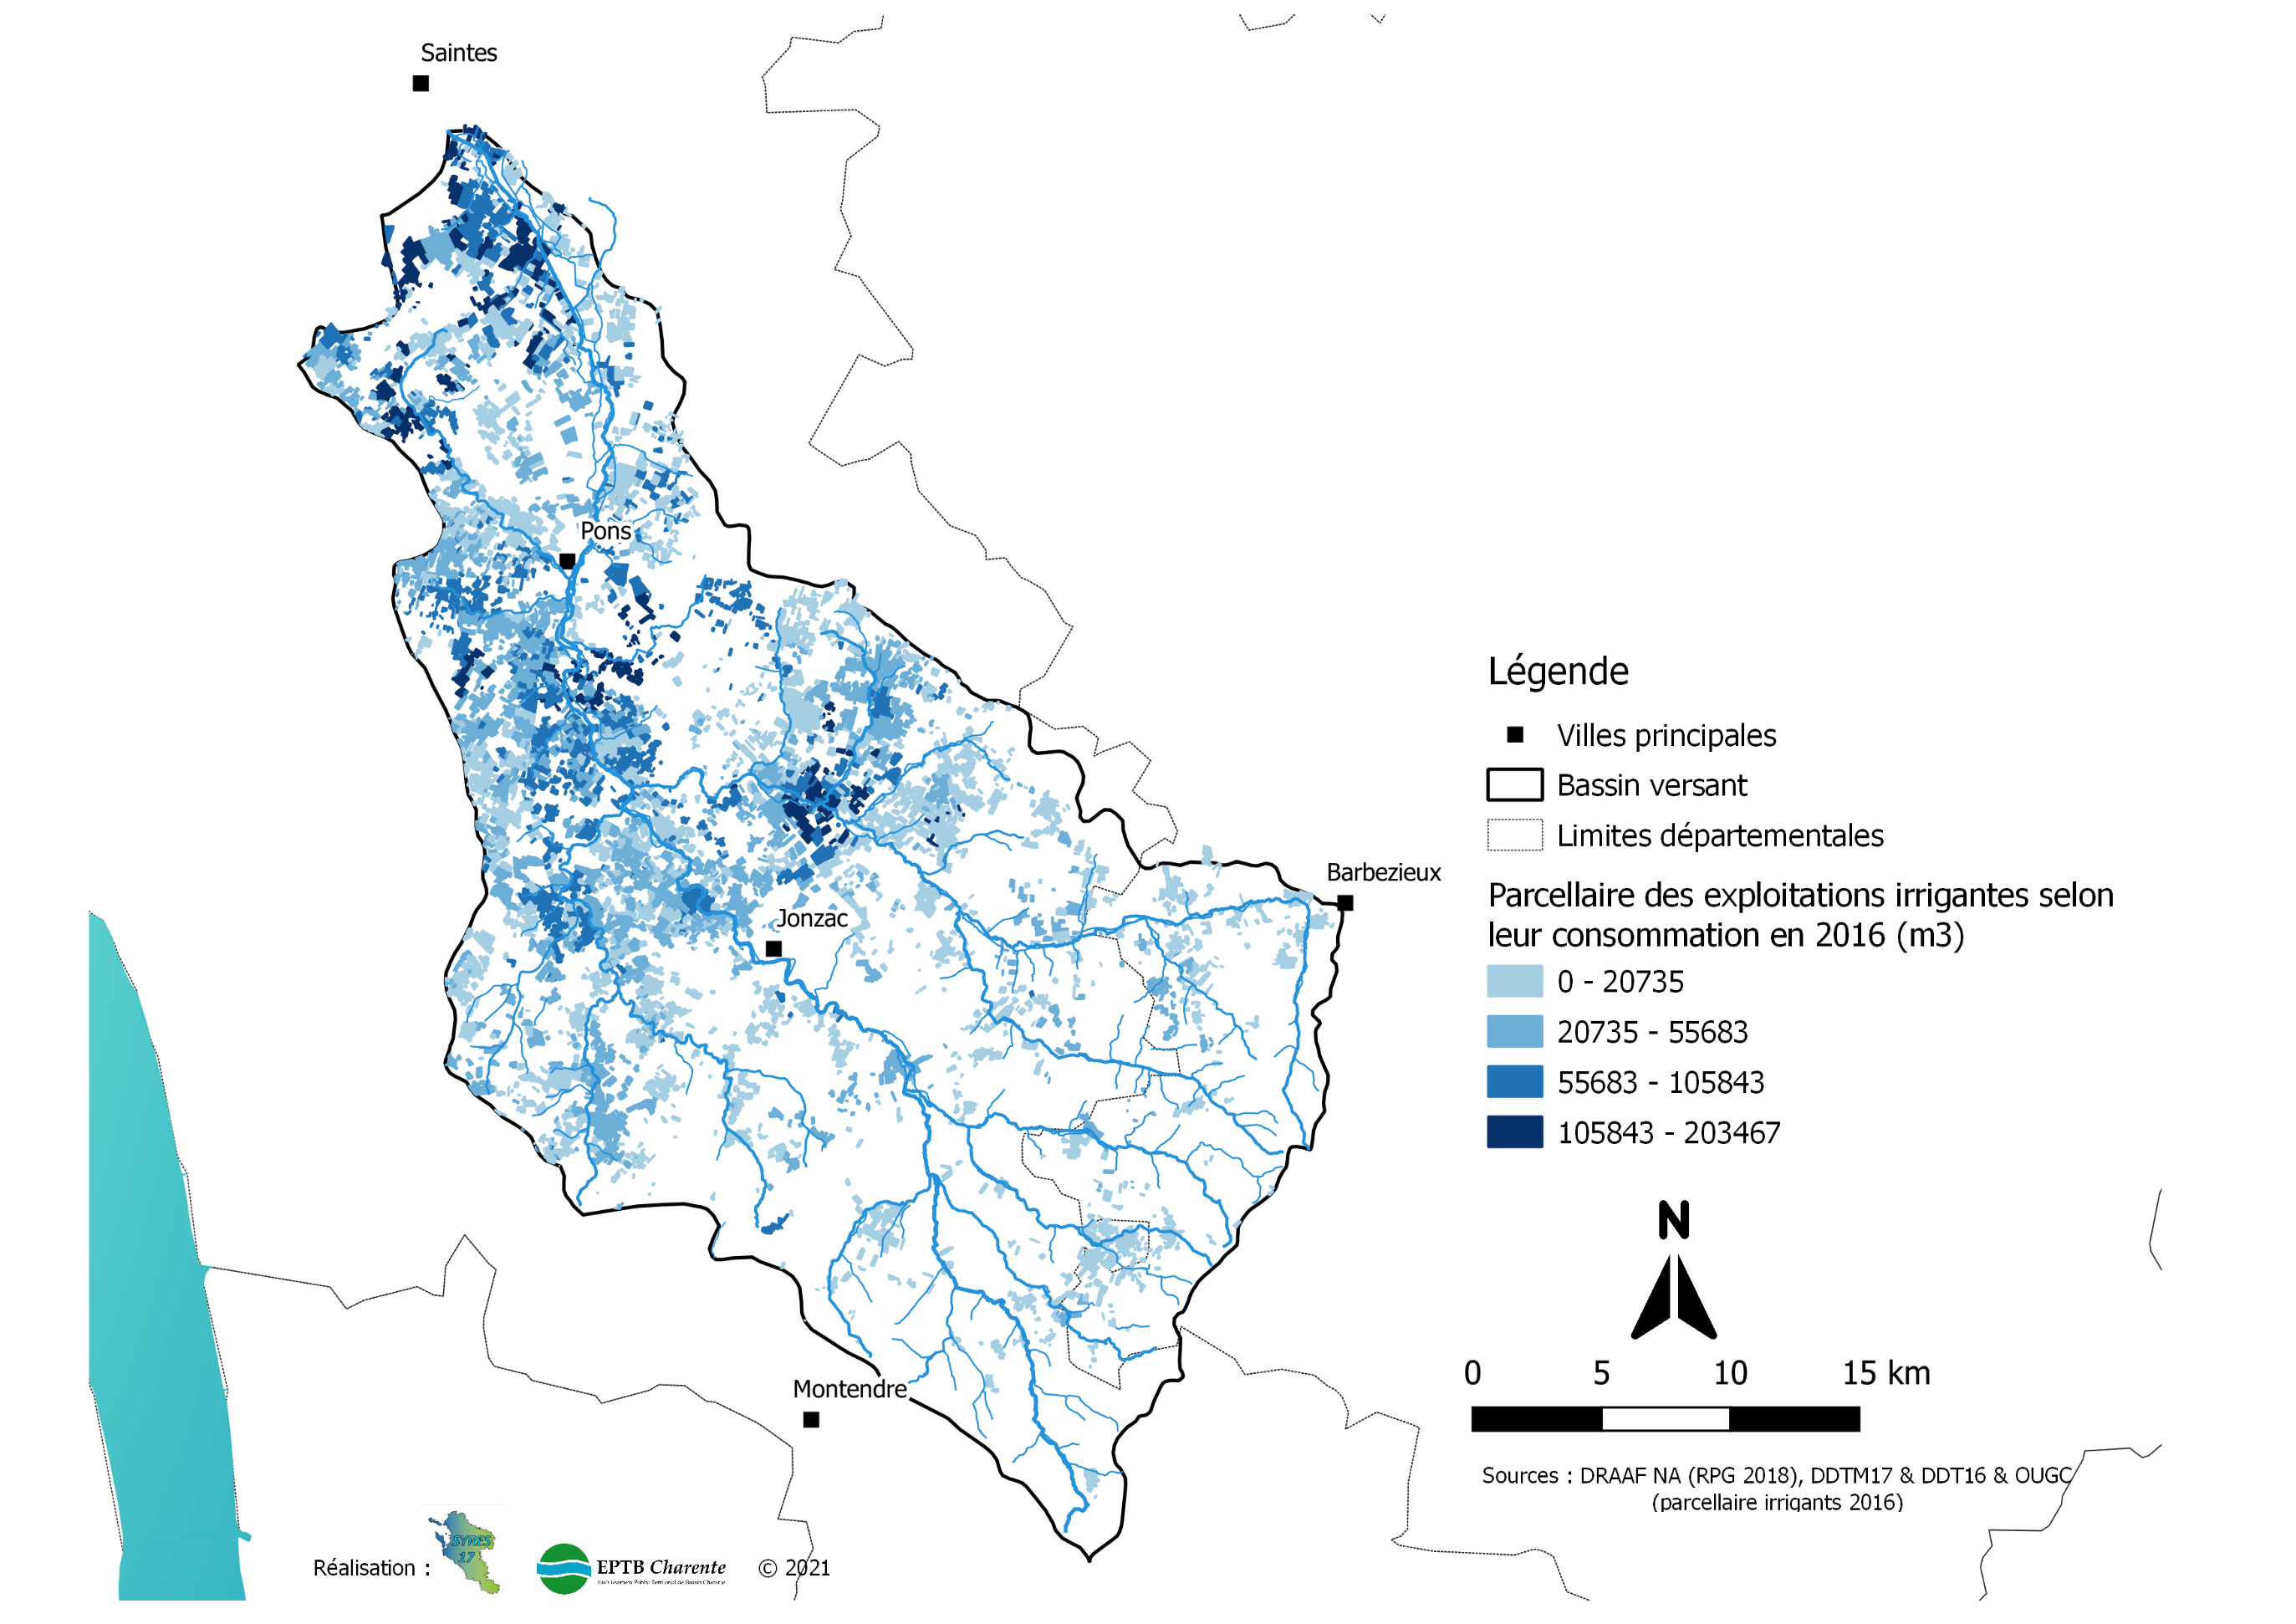 Saintes
Pons
Barbezieux
Jonzac
Montendre
Légende
Villes principales
Bassin versant
Limites départementales
Parcellaire des exploitations irrigantes selon
leur consommation en 2016 (m3)
0 - 20735
20735 - 55683
55683 - 105843
105843 - 203467
N
0 5 10 15 km
Sources : DRAAF NA (RPG 2018), DDTM17 & DDT16 & OUGC
(parcellaire irrigants 2016)
Réalisation :
SYRES
17
EPTB Charente
© 2021